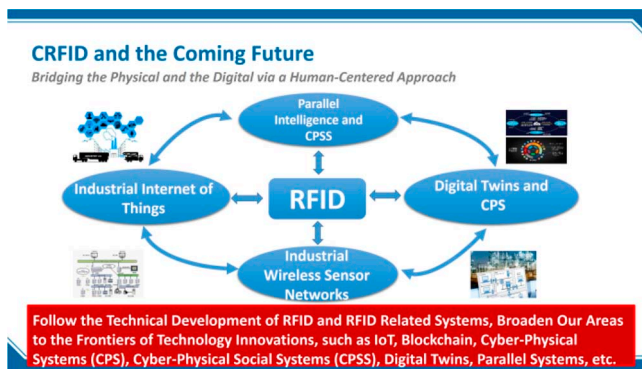 CRFID and the Coming Future
Bridging the Physical and the Digital via a Human-Centered Approach
Parallel
Intelligence and
CPSS
Industrial Internet of
Things
RFID
Digital Twins and
CPS
Industrial
Wireless Sensor
Networks
Follow the Technical Development of RFID and RFID Related Systems, Broaden Our Areas
to the Frontiers of Technology Innovations, such as IoT, Blockchain, Cyber-Physical
Systems (CPS), Cyber-Physical Social Systems (CPSS), Digital Twins, Parallel Systems, etc.